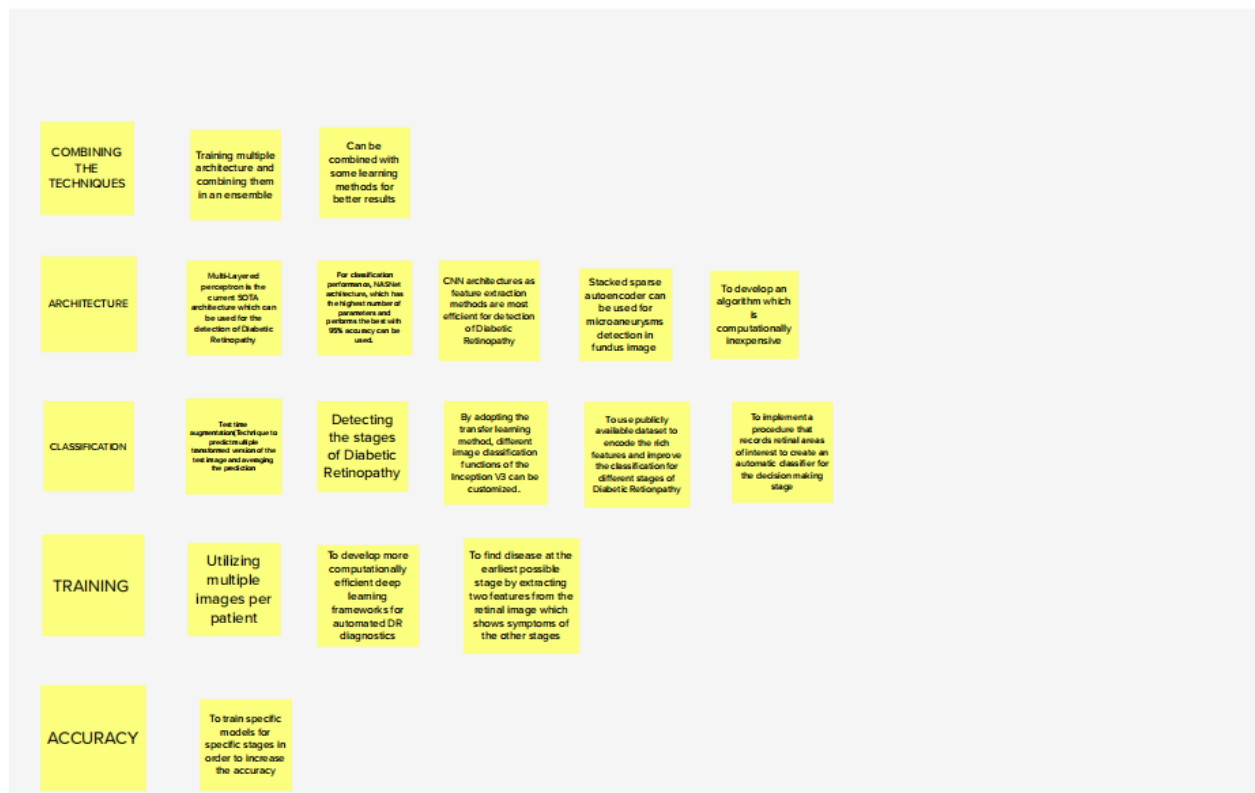 COMBINING
THE
TECHNIQUES
Training multiple
architecture and
combining them
in an ensemble
Can be
combined with
some learning
methods for
better results
ARCHITECTURE
Multi-Layered
perceptron is the
current SOTA
architecture which can
be used for the
detection of Diabetic
Retinopathy
For classification
performance, NASNet
architecture, which has
the highest number of
parameters and
performs the best with
95% accuracy can be
used.
CNN architectures as
feature extraction
methods are most
efficient for detection
of Diabetic
Retinopathy
Stacked sparse
autoencoder can
be used for
microaneurysms
detection in
fundus image
To develop an
algorithm which
is
computationally
inexpensive
CLASSIFICATION
Test time
augmentation(Technique to
predict multiple
transformed version of the
test image and averaging
the prediction
Detecting
the stages
of Diabetic
Retinopathy
By adopting the
transfer learning
method, different
image classification
functions of the
Inception V3 can be
customized.
To use publicly
available dataset to
encode the rich
features and improve
the classification for
different stages of
Diabetic Retionpathy
To implement a
procedure that
records retinal areas
of interest to create an
automatic classifier for
the decision making
stage
TRAINING
Utilizing
multiple
images per
patient
To develop more
computationally
efficient deep
learning
frameworks for
automated DR
diagnostics
To find disease at the
earliest possible
stage by extracting
two features from the
retinal image which
shows symptoms of
the other stages
ACCURACY
To train specific
models for
specific stages in
order to increase
the accuracy